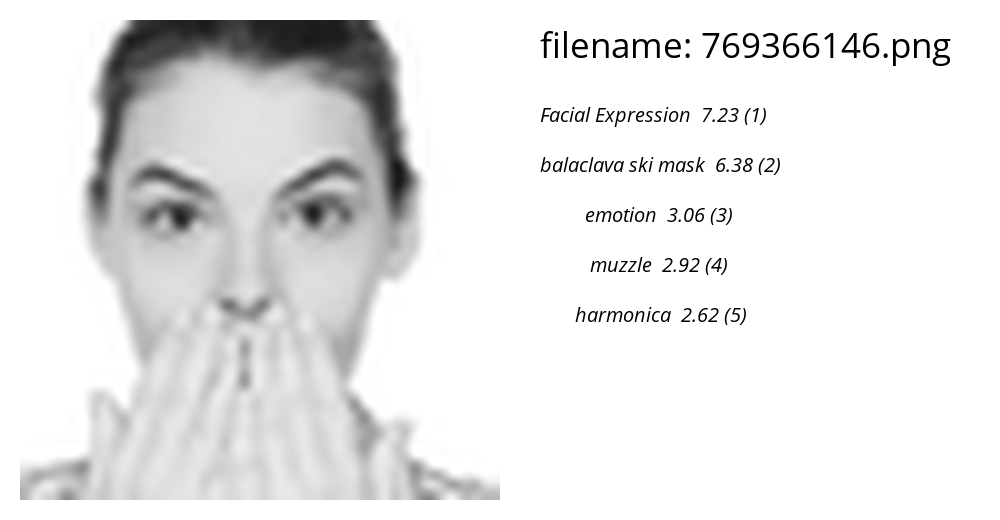 filename: 769366146.png
Facial Expression 7.23 (1)
balaclava ski mask 6.38 (2)
emotion 3.06 (3)
muzzle 2.92 (4)
harmonica 2.62 (5)